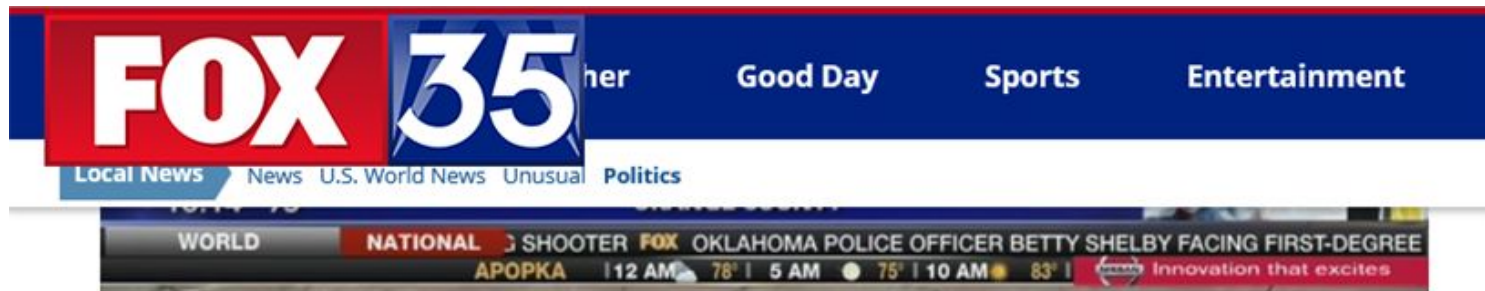 FOX 35 her Good Day Sports Entertainment
Local News News U.S. World News Unusual Politics
WORLD NATIONAL G SHOOTER FOX OKLAHOMA POLICE OFFICER BETTY SHELBY FACING FIRST-DEGREE
APOPKA 12 AM 78° 5 AM 75° 10 AM 83° NISSAN Innovation that excites